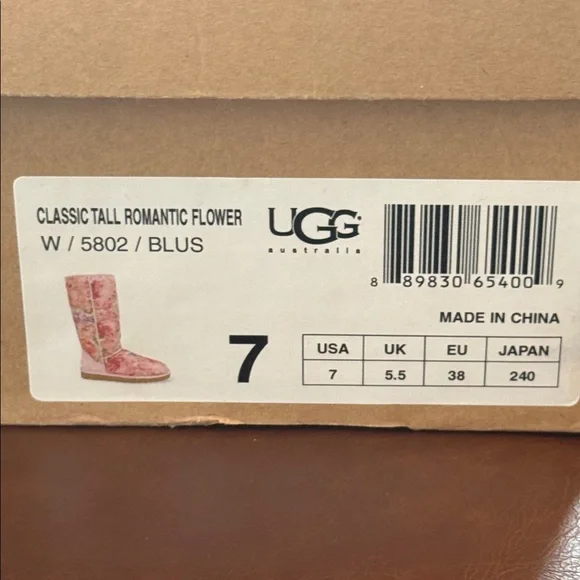 CLASSIC TALL ROMANTIC FLOWER
W / 5802 / BLUS
UGG
australia
8 89830 65400 9
MADE IN CHINA
7
USA UK EU JAPAN
7 5.5 38 240